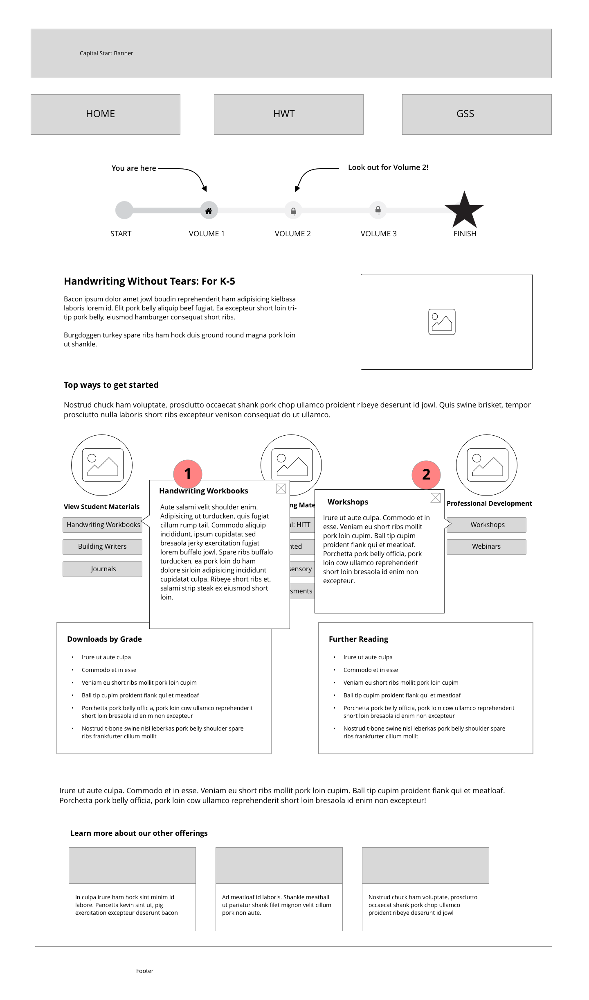 Capital Start Banner
HOME
HWT
GSS
You are here
Look out for Volume 2!
START
VOLUME 1
VOLUME 2
VOLUME 3
FINISH
Handwriting Without Tears: For K-5
Bacon ipsum dolor amet jowl boudin reprehenderit ham adipisicing kielbasa
laboris lorem id. Elit pork belly aliquip beef fugiat. Ea excepteur short loin tri-
tip pork belly, eiusmod hamburger consequat short ribs.
Burgdoggen turkey spare ribs ham hock duis ground round magna pork loin
ut shankle.
Top ways to get started
Nostrud chuck ham voluptate, prosciutto occaecat shank pork chop ullamco proident ribeye deserunt id jowl. Quis swine brisket, tempor
prosciutto nulla laboris short ribs excepteur venison consequat do ut ullamco.
View Student Materials
Handwriting Workbooks
Building Writers
Journals
1
Handwriting Workbooks
Aute salami velit shoulder enim.
Adipisicing ut turducken, quis fugiat
cillum rump tail. Commodo aliquip
incididunt, ipsum cupidatat sed
bresaola jerky exercitation fugiat
lorem buffalo jowl. Spare ribs buffalo
turducken, ea pork loin do ham
dolore sirloin adipisicing incididunt
cupidatat culpa. Ribeye short ribs et,
salami strip steak ex eiusmod short
loin.
HITT
2
Workshops
Irure ut aute culpa. Commodo et in
esse. Veniam eu short ribs mollit
pork loin cupim. Ball tip cupim
proident flank qui et meatloaf.
Porchetta pork belly officia, pork
loin cow ullamco reprehenderit
short loin bresaola id enim non
excepteur.
Professional Development
Workshops
Webinars
Downloads by Grade
• Irure ut aute culpa
• Commodo et in esse
• Veniam eu short ribs mollit pork loin cupim
• Ball tip cupim proident flank qui et meatloaf
• Porchetta pork belly officia, pork loin cow ullamco reprehenderit
short loin bresaola id enim non excepteur
• Nostrud t-bone swine nisi leberkas pork belly shoulder spare
ribs frankfurter cillum mollit
Further Reading
• Irure ut aute culpa
• Commodo et in esse
• Veniam eu short ribs mollit pork loin cupim
• Ball tip cupim proident flank qui et meatloaf
• Porchetta pork belly officia, pork loin cow ullamco reprehenderit
short loin bresaola id enim non excepteur
• Nostrud t-bone swine nisi leberkas pork belly shoulder spare
ribs frankfurter cillum mollit
Irure ut aute culpa. Commodo et in esse. Veniam eu short ribs mollit pork loin cupim. Ball tip cupim proident flank qui et meatloaf.
Porchetta pork belly officia, pork loin cow ullamco reprehenderit short loin bresaola id enim non excepteur!
Learn more about our other offerings
In culpa irure ham hock sint minim id
labore. Pancetta kevin sint ut, pig
exercitation excepteur deserunt bacon
Ad meatloaf id laboris. Shankle meatball
ut pariatur shank filet mignon velit cillum
pork non aute.
Nostrud chuck ham voluptate, prosciutto
occaecat shank pork chop ullamco
proident ribeye deserunt id jowl
Footer